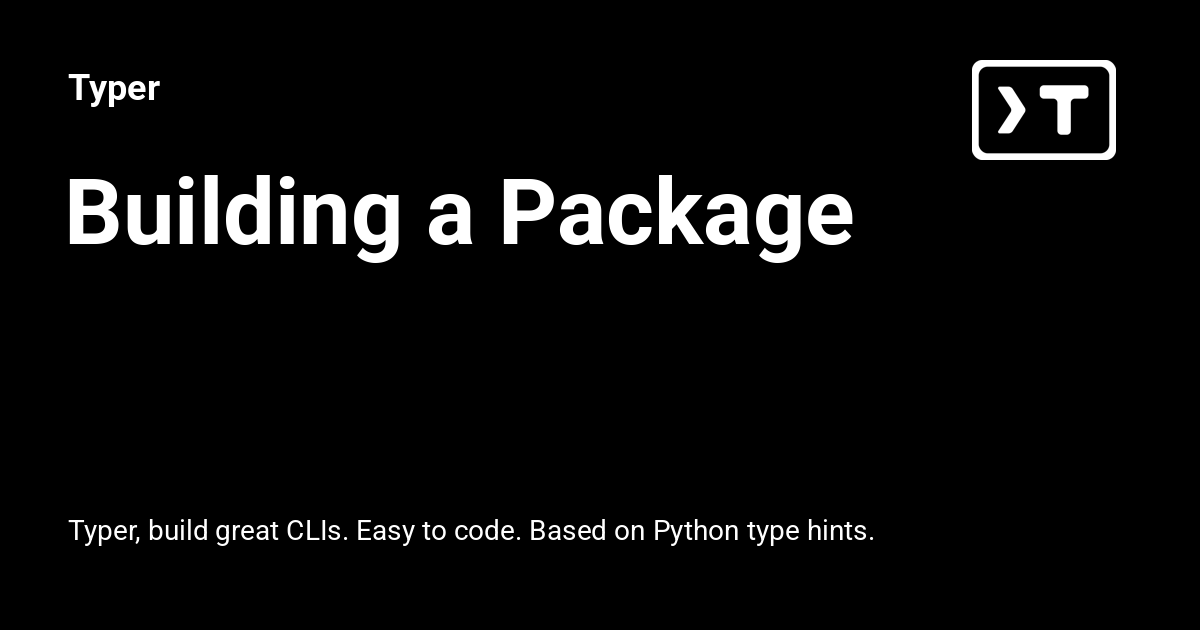 Typer
❯T
Building a Package
Typer, build great CLIs. Easy to code. Based on Python type hints.